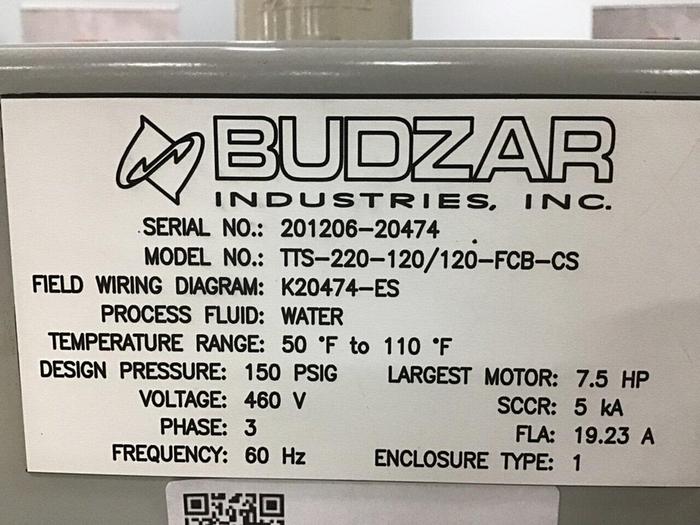 BUDZAR
INDUSTRIES, INC.
SERIAL NO.: 201206-20474
MODEL NO.: TTS-220-120/120-FCB-CS
FIELD WIRING DIAGRAM: K20474-ES
PROCESS FLUID: WATER
TEMPERATURE RANGE: 50 °F to 110 °F
DESIGN PRESSURE: 150 PSIG LARGEST MOTOR: 7.5 HP
VOLTAGE: 460 V SCCR: 5 kA
PHASE: 3 FLA: 19.23 A
FREQUENCY: 60 Hz ENCLOSURE TYPE: 1